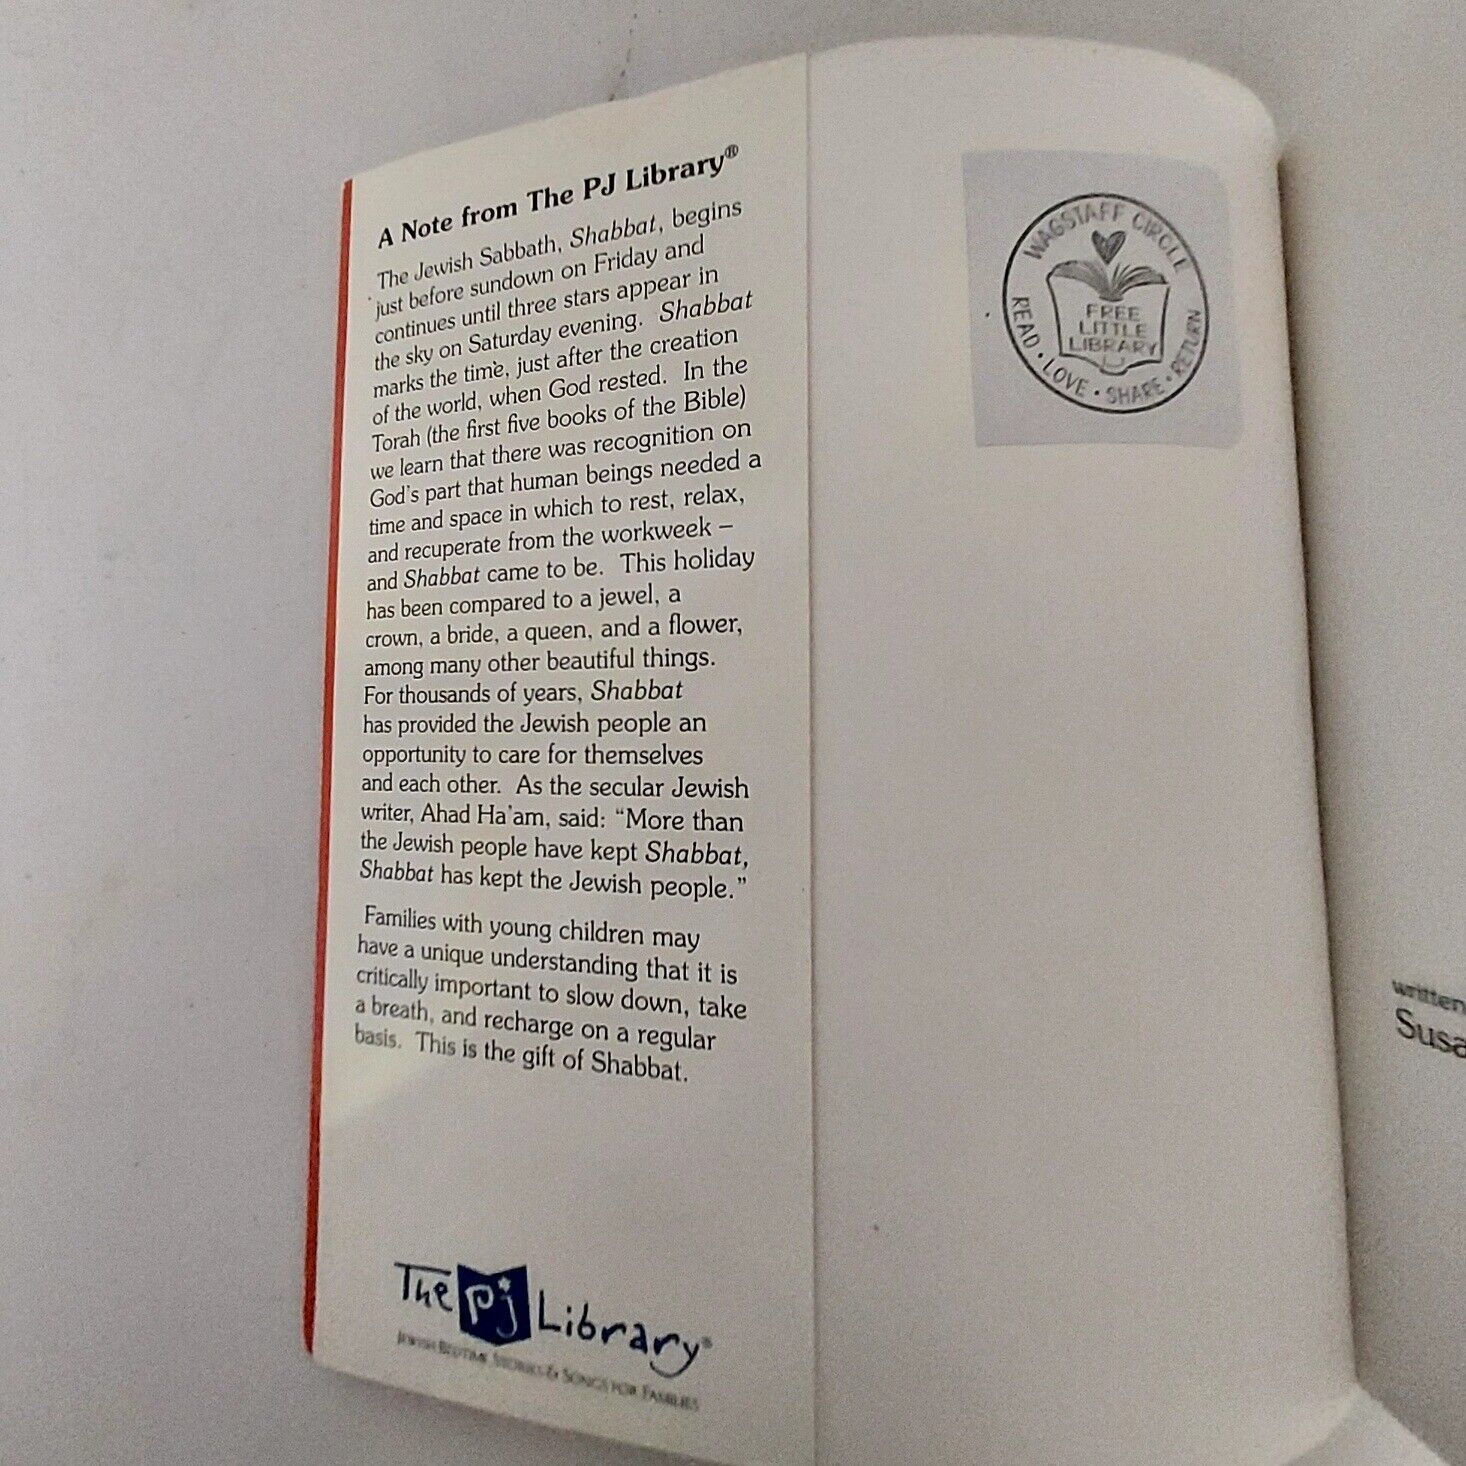 A Note from The PJ Library®
The Jewish Sabbath, Shabbat, begins
just before sundown on Friday and
continues until three stars appear in
the sky on Saturday evening. Shabbat
marks the time, just after the creation
of the world, when God rested. In the
Torah (the first five books of the Bible)
we learn that there was recognition on
God's part that human beings needed a
time and space in which to rest, relax,
and recuperate from the workweek –
and Shabbat came to be. This holiday
has been compared to a jewel, a
crown, a bride, a queen, and a flower,
among many other beautiful things.
For thousands of years, Shabbat
has provided the Jewish people an
opportunity to care for themselves
and each other. As the secular Jewish
writer, Ahad Ha'am, said: “More than
the Jewish people have kept Shabbat,
Shabbat has kept the Jewish people.”
Families with young children may
have a unique understanding that it is
critically important to slow down, take
a breath, and recharge on a regular
basis. This is the gift of Shabbat.
The PJ Library®
Jewish Bedtime Stories & Songs for Families
WAGSTAFF CIRCLE
FREE
LITTLE
LIBRARY
READ • LOVE • SHARE • RETURN
written
Susa